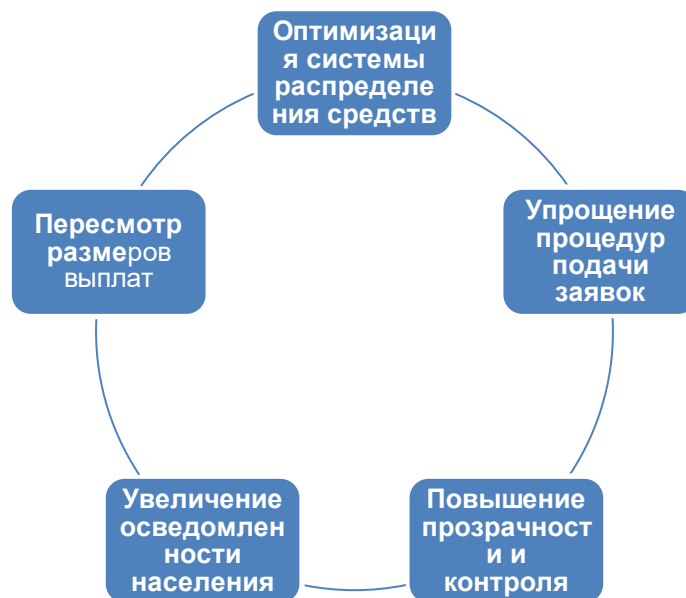 Оптимизаци
я системы
распределе
ния средств
Упрощение
процедур
подачи
заявок
Повышение
прозрачност
и и
контроля
Увеличение
осведомлен
ности
населения
Пересмотр
размеров
выплат